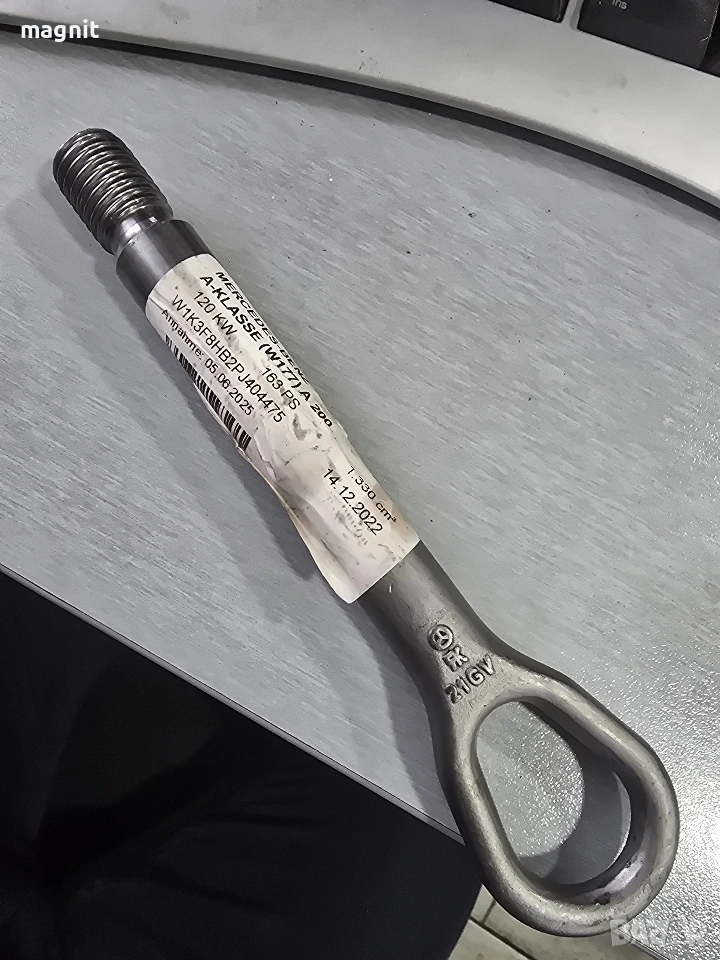 magnit
ins
MERCEDES-BENZ
A-KLASSE (W177) A 200
120 KW 163 PS
1.330 cm³
W1K3F8HB2PJ404475
14.12.2022
Annahme: 05.06.2025
21GV